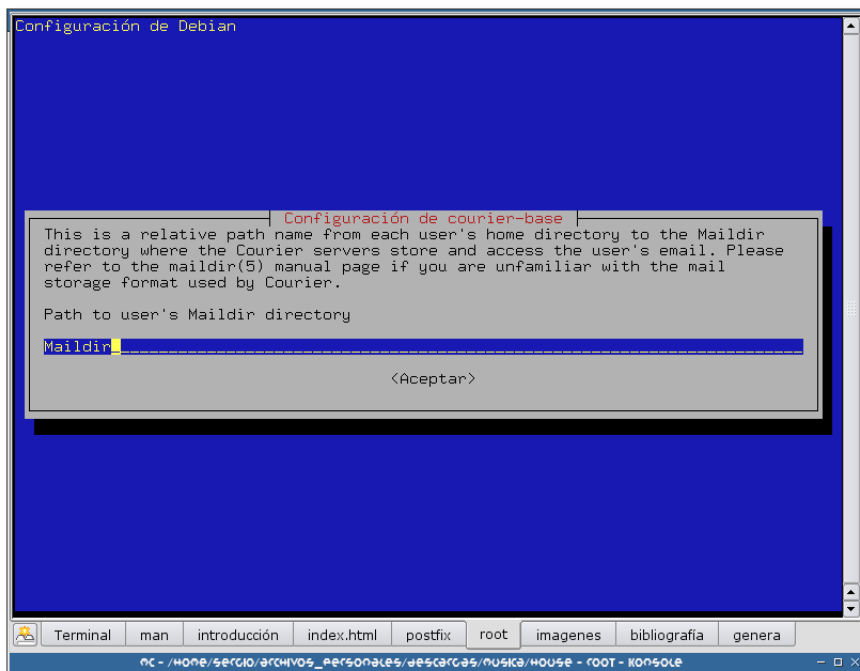 Configuración de Debian
Configuración de courier-base
This is a relative path name from each user's home directory to the Maildir
directory where the Courier servers store and access the user's email. Please
refer to the maildir(5) manual page if you are unfamiliar with the mail
storage format used by Courier.
Path to user's Maildir directory
Maildir
<Aceptar>
Terminal man introducción index.html postfix root imagenes bibliografía genera
mc - /home/sergio/archivos_personales/descargas/musica/house - root - Konsole